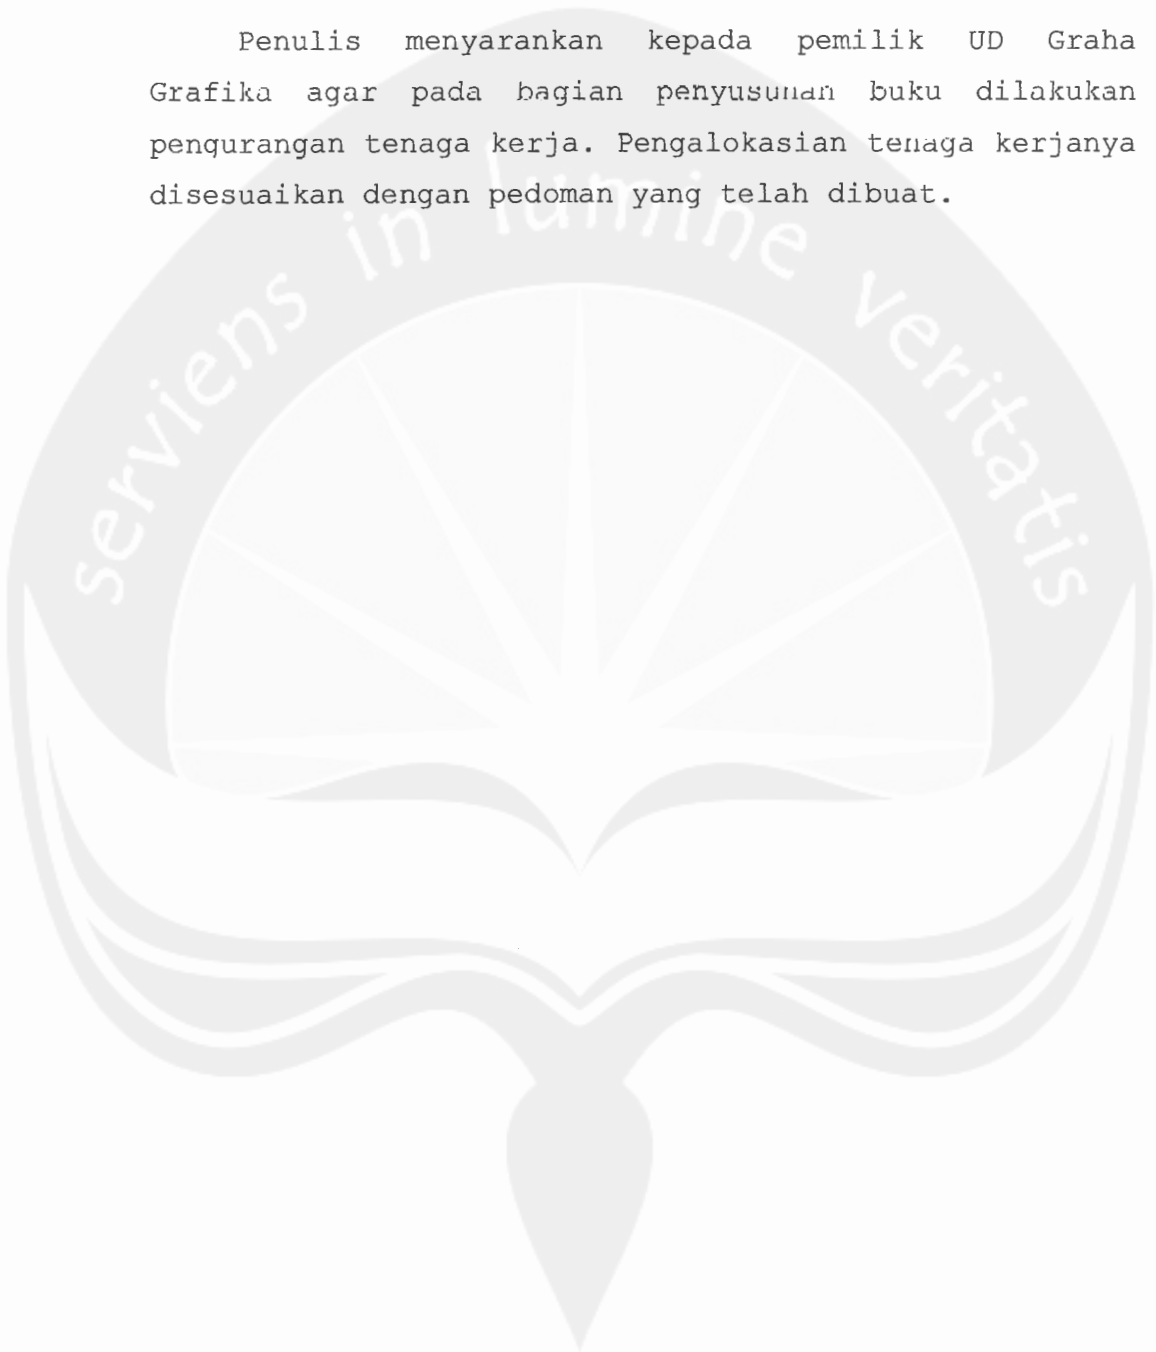 Penulis menyarankan kepada pemilik UD Graha
Grafika agar pada bagian penyusunan buku dilakukan
pengurangan tenaga kerja. Pengalokasian tenaga kerjanya
disesuaikan dengan pedoman yang telah dibuat.
serviens in lumine veritatis